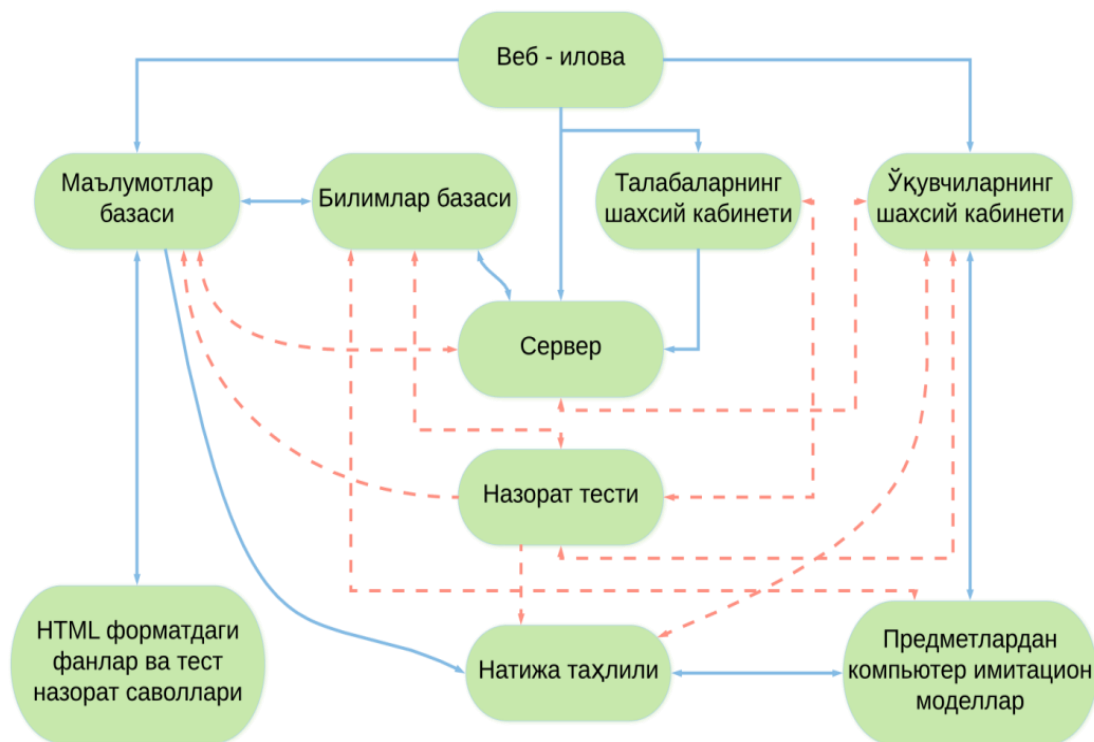 Веб - илова
Маълумотлар
базаси
Билимлар базаси
Талабаларнинг
шахсий кабинети
Ўқувчиларнинг
шахсий кабинети
Сервер
Назорат тести
HTML форматдаги
фанлар ва тест
назорат саволлари
Натижа таҳлили
Предметлардан
компьютер имитацион
моделлар